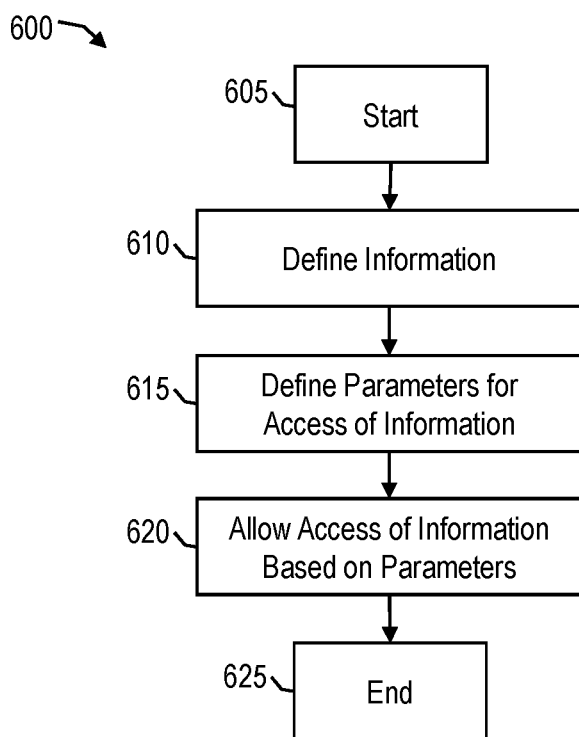 600
605
Start
610
Define Information
615
Define Parameters for
Access of Information
620
Allow Access of Information
Based on Parameters
625
End